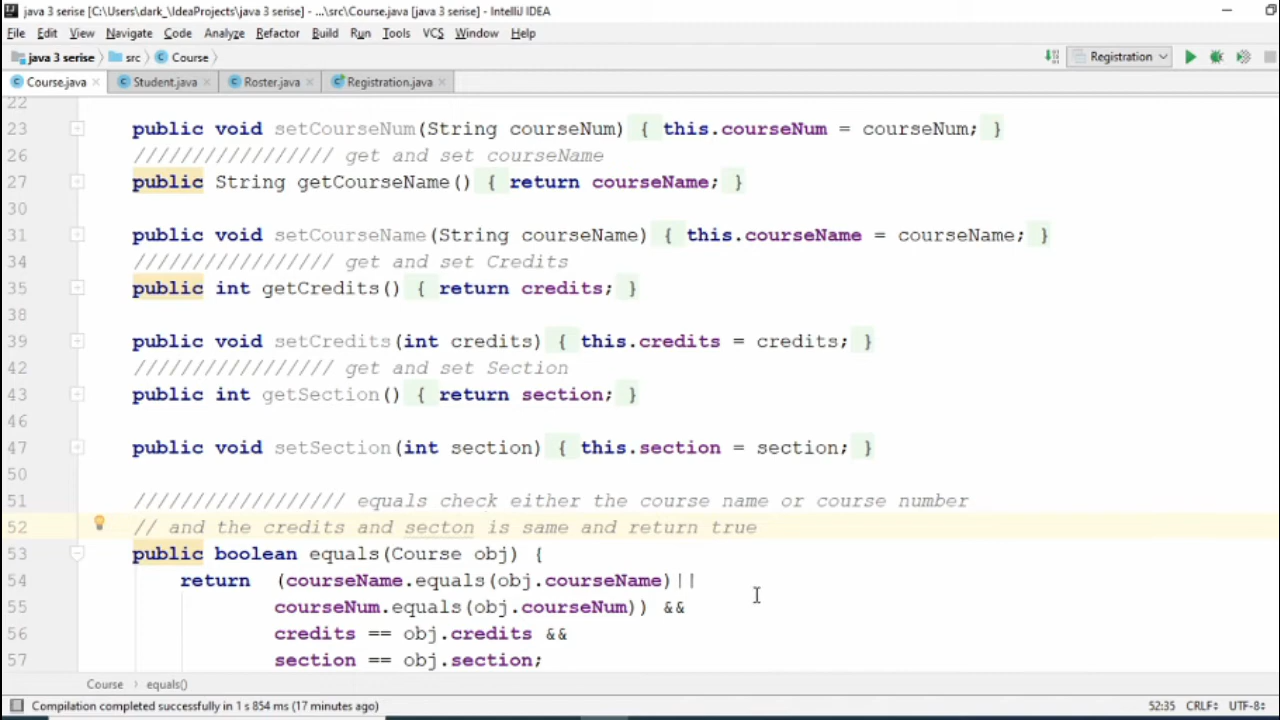 java 3 serise [C:\Users\dark_\IdeaProjects\java 3 serise] - ...\src\Course.java [java 3 serise] - IntelliJ IDEA
File Edit View Navigate Code Analyze Refactor Build Run Tools VCS Window Help
java 3 serise src Course Registration
Course.java Student.java Roster.java Registration.java
22
23 public void setCourseNum(String courseNum) { this.courseNum = courseNum; }
26 ///////////////// get and set courseName
27 public String getCourseName() { return courseName; }
30
31 public void setCourseName(String courseName) { this.courseName = courseName; }
34 ///////////////// get and set Credits
35 public int getCredits() { return credits; }
38
39 public void setCredits(int credits) { this.credits = credits; }
42 ///////////////// get and set Section
43 public int getSection() { return section; }
46
47 public void setSection(int section) { this.section = section; }
50
51 ////////////////// equals check either the course name or course number
52 // and the credits and secton is same and return true
53 public boolean equals(Course obj) {
54 return (courseName.equals(obj.courseName)||
55 courseNum.equals(obj.courseNum)) &&
56 credits == obj.credits &&
57 section == obj.section;
Course › equals()
Compilation completed successfully in 1 s 854 ms (17 minutes ago) 52:35 CRLF UTF-8